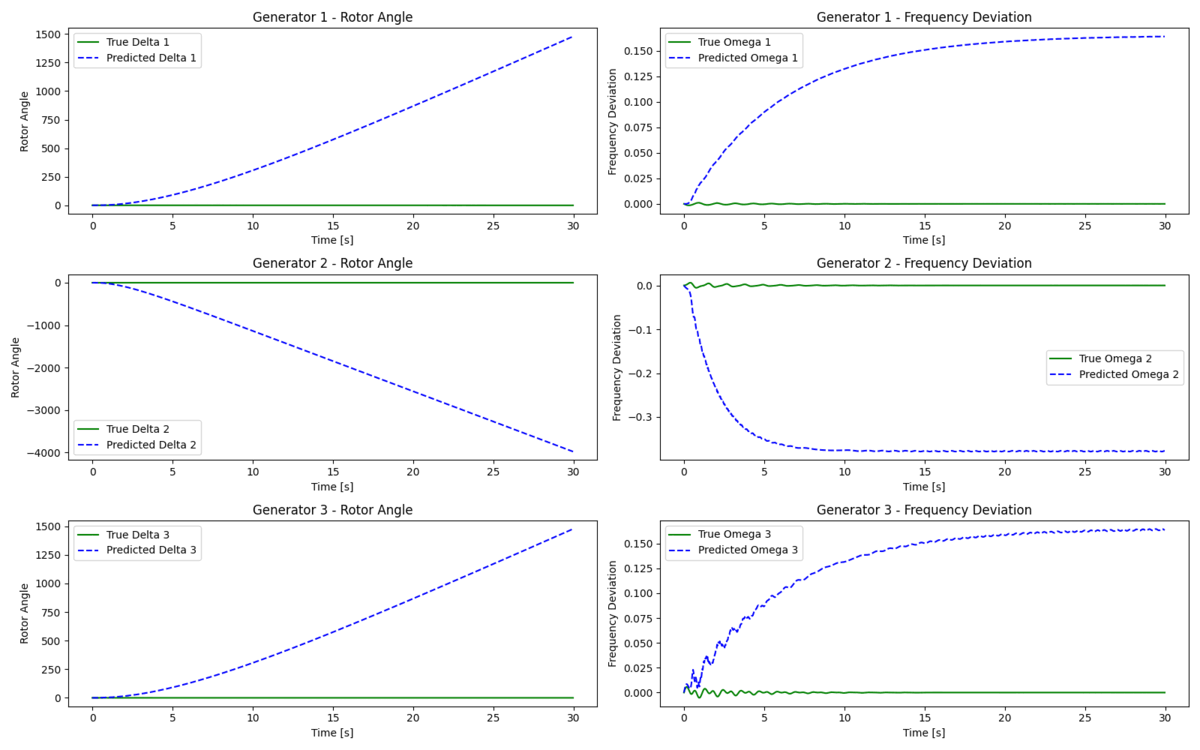 Generator 1 - Rotor Angle
True Delta 1
Predicted Delta 1
Rotor Angle
1500
1250
1000
750
500
250
0
0 5 10 15 20 25 30
Time [s]
Generator 1 - Frequency Deviation
True Omega 1
Predicted Omega 1
Frequency Deviation
0.150
0.125
0.100
0.075
0.050
0.025
0.000
0 5 10 15 20 25 30
Time [s]
Generator 2 - Rotor Angle
Rotor Angle
0
−1000
−2000
−3000
−4000
True Delta 2
Predicted Delta 2
0 5 10 15 20 25 30
Time [s]
Generator 2 - Frequency Deviation
Frequency Deviation
0.0
−0.1
−0.2
−0.3
True Omega 2
Predicted Omega 2
0 5 10 15 20 25 30
Time [s]
Generator 3 - Rotor Angle
True Delta 3
Predicted Delta 3
Rotor Angle
1500
1250
1000
750
500
250
0
0 5 10 15 20 25 30
Time [s]
Generator 3 - Frequency Deviation
True Omega 3
Predicted Omega 3
Frequency Deviation
0.150
0.125
0.100
0.075
0.050
0.025
0.000
0 5 10 15 20 25 30
Time [s]